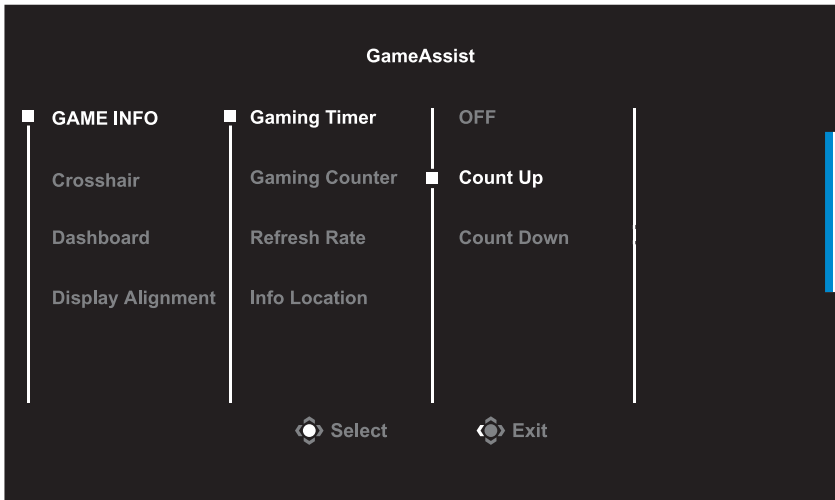 GameAssist
GAME INFO
Crosshair
Dashboard
Display Alignment
Gaming Timer
Gaming Counter
Refresh Rate
Info Location
OFF
Count Up
Count Down
Select
Exit